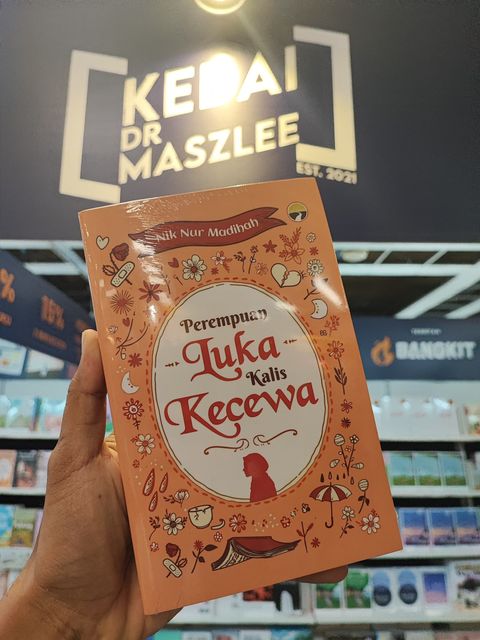 [KEDAI
DR
MASZLEE]
EST. 2021
Nik Nur Madihah
Perempuan
Luka
Kalis
Kecewa
BANGKIT